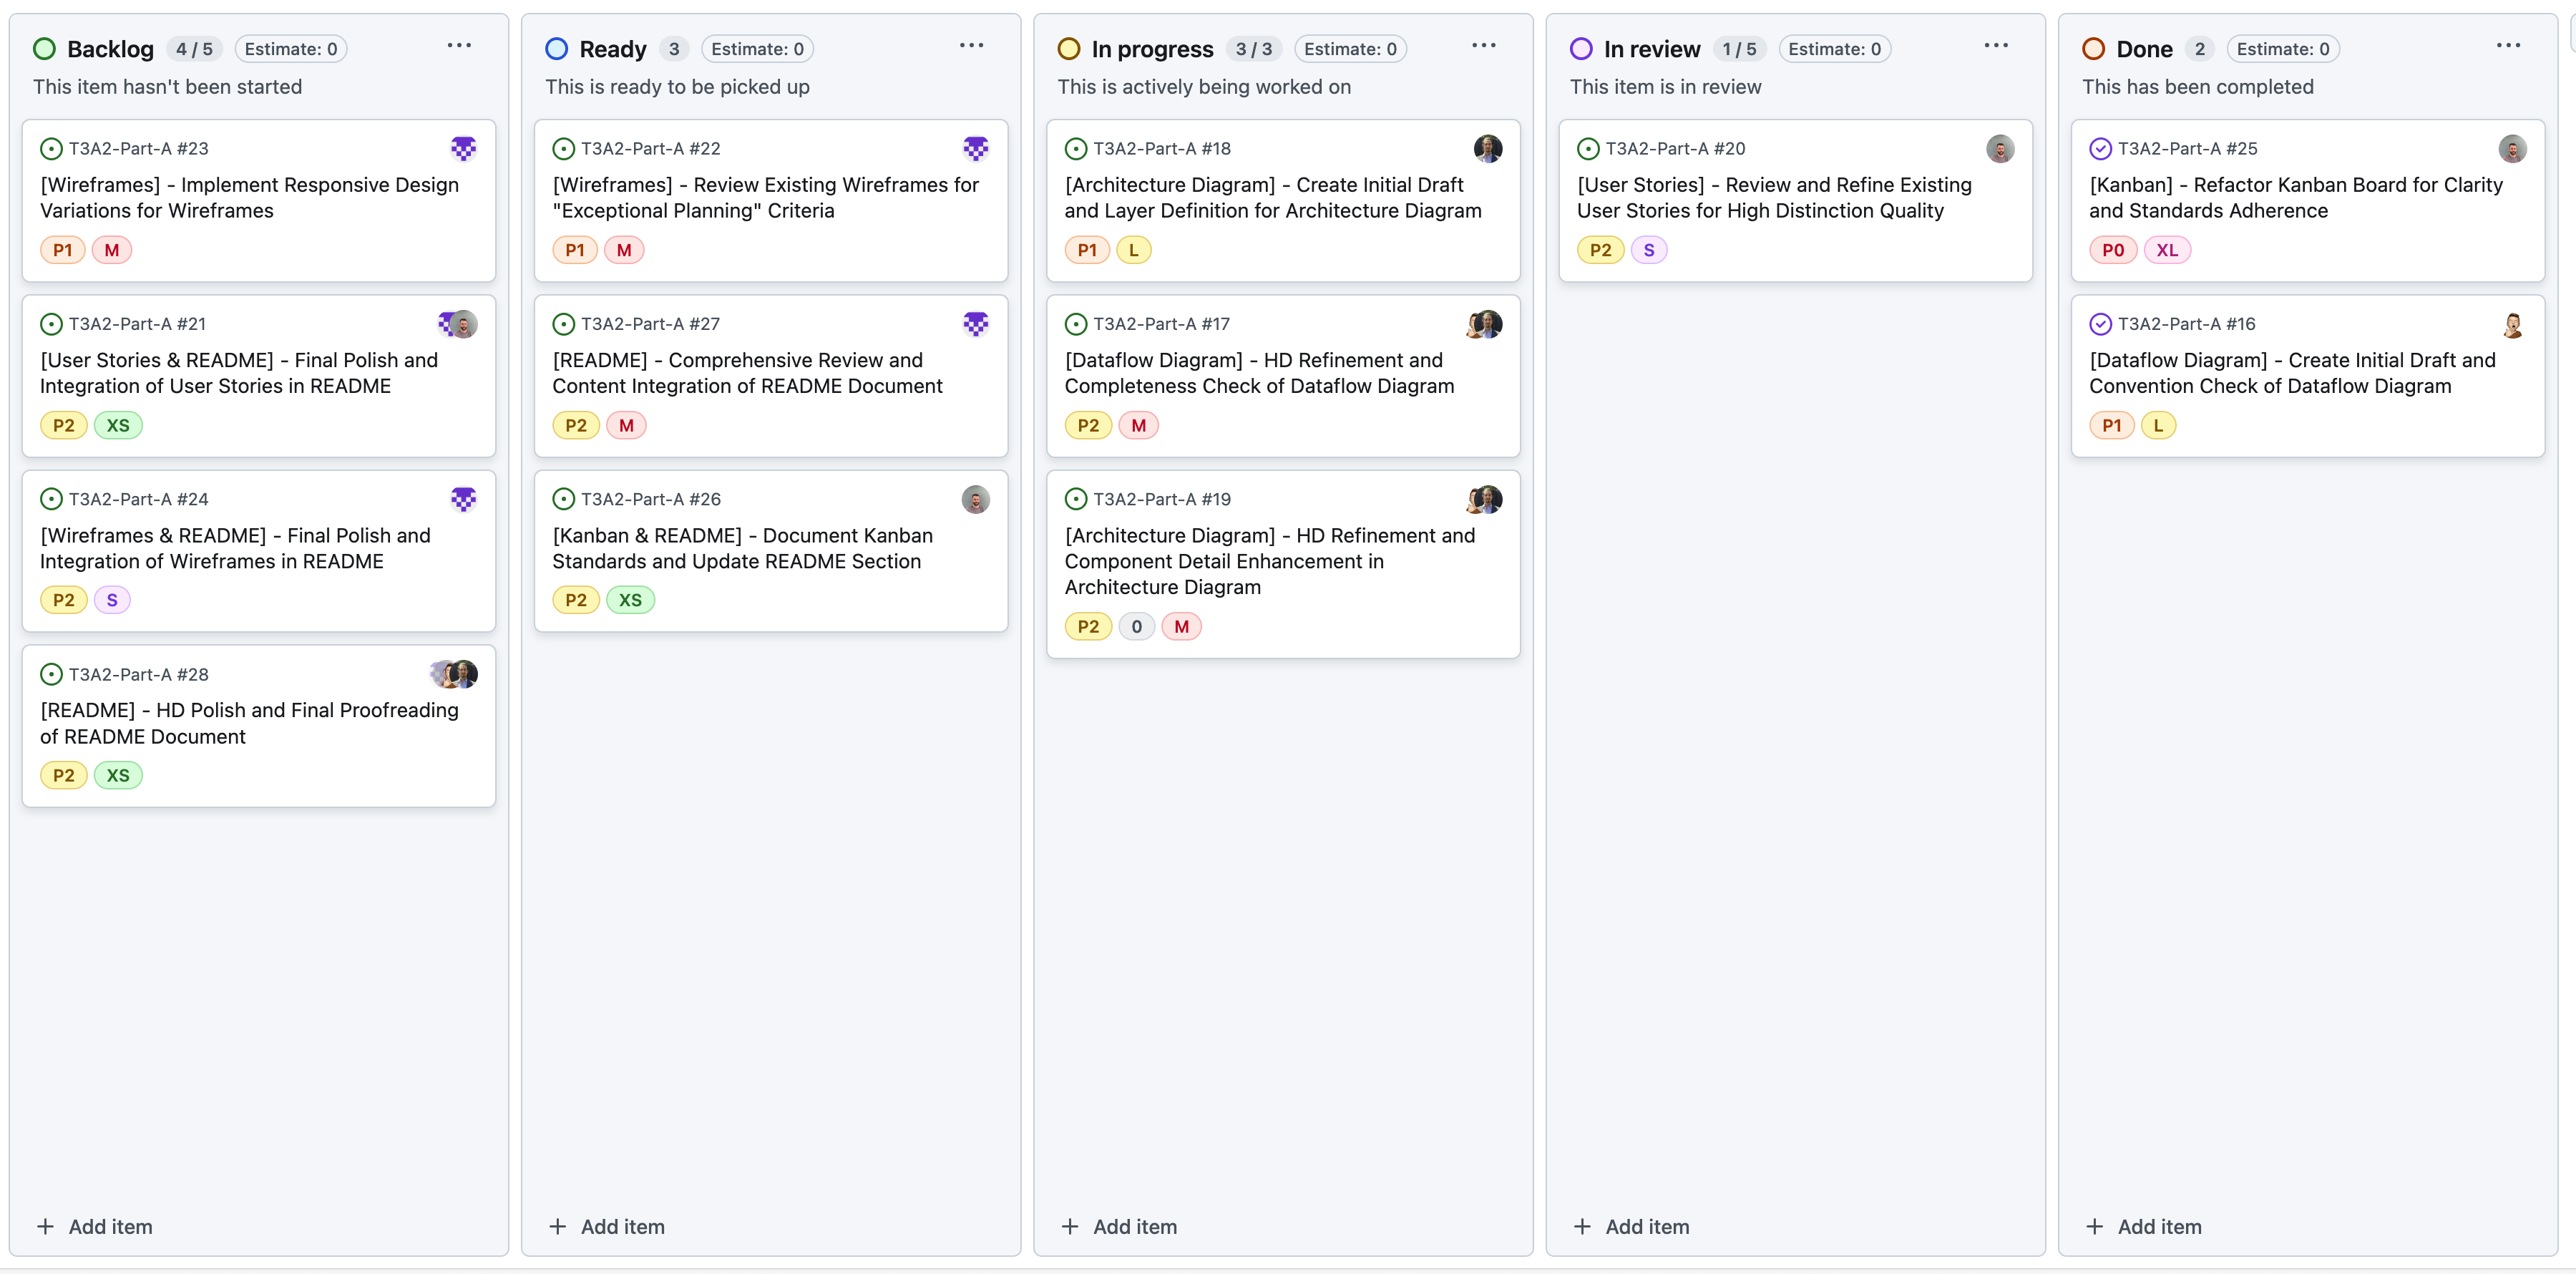 Backlog 4 / 5 Estimate: 0
This item hasn't been started
T3A2-Part-A #23
[Wireframes] - Implement Responsive Design
Variations for Wireframes
P1 M
T3A2-Part-A #21
[User Stories & README] - Final Polish and
Integration of User Stories in README
P2 XS
T3A2-Part-A #24
[Wireframes & README] - Final Polish and
Integration of Wireframes in README
P2 S
T3A2-Part-A #28
[README] - HD Polish and Final Proofreading
of README Document
P2 XS
Add item
Ready 3 Estimate: 0
This is ready to be picked up
T3A2-Part-A #22
[Wireframes] - Review Existing Wireframes for
"Exceptional Planning" Criteria
P1 M
T3A2-Part-A #27
[README] - Comprehensive Review and
Content Integration of README Document
P2 M
T3A2-Part-A #26
[Kanban & README] - Document Kanban
Standards and Update README Section
P2 XS
Add item
In progress 3 / 3 Estimate: 0
This is actively being worked on
T3A2-Part-A #18
[Architecture Diagram] - Create Initial Draft
and Layer Definition for Architecture Diagram
P1 L
T3A2-Part-A #17
[Dataflow Diagram] - HD Refinement and
Completeness Check of Dataflow Diagram
P2 M
T3A2-Part-A #19
[Architecture Diagram] - HD Refinement and
Component Detail Enhancement in
Architecture Diagram
P2 0 M
Add item
In review 1 / 5 Estimate: 0
This item is in review
T3A2-Part-A #20
[User Stories] - Review and Refine Existing
User Stories for High Distinction Quality
P2 S
Add item
Done 2 Estimate: 0
This has been completed
T3A2-Part-A #25
[Kanban] - Refactor Kanban Board for Clarity
and Standards Adherence
P0 XL
T3A2-Part-A #16
[Dataflow Diagram] - Create Initial Draft and
Convention Check of Dataflow Diagram
P1 L
Add item